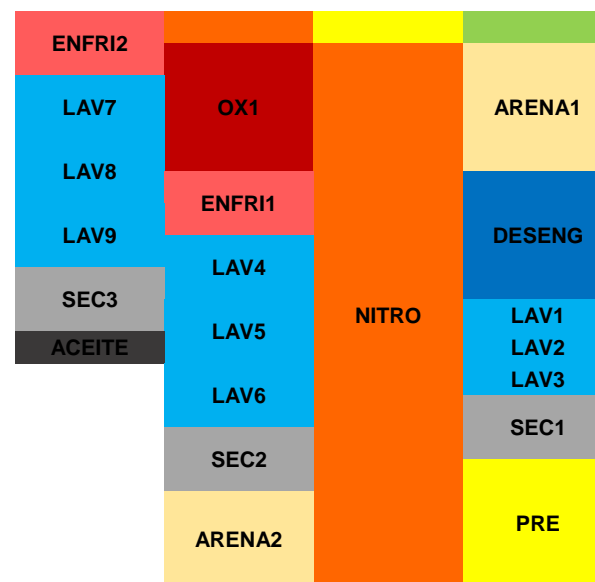 ENFRI2
LAV7
LAV8
LAV9
SEC3
ACEITE
OX1
ENFRI1
LAV4
LAV5
LAV6
SEC2
ARENA2
NITRO
ARENA1
DESENG
LAV1
LAV2
LAV3
SEC1
PRE